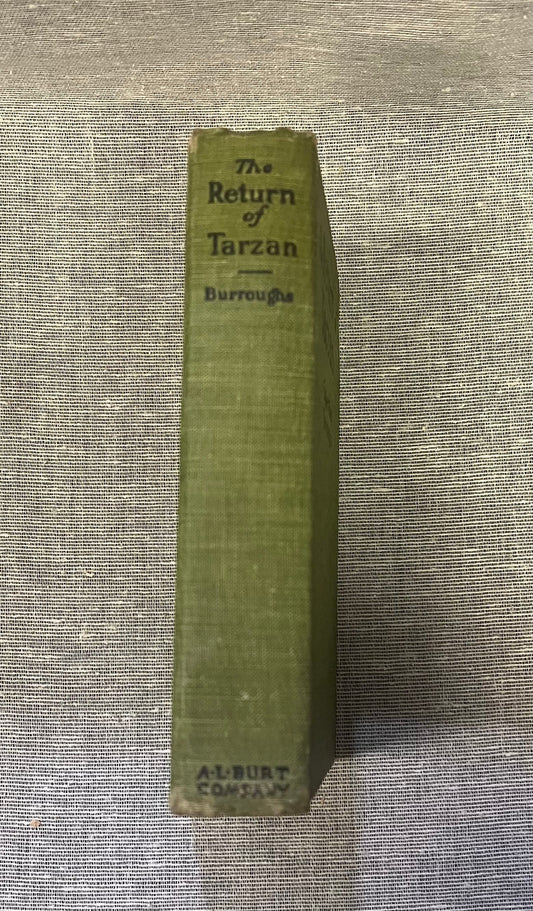 The
Return
of
Tarzan
Burroughs
A·L·BURT
COMPANY